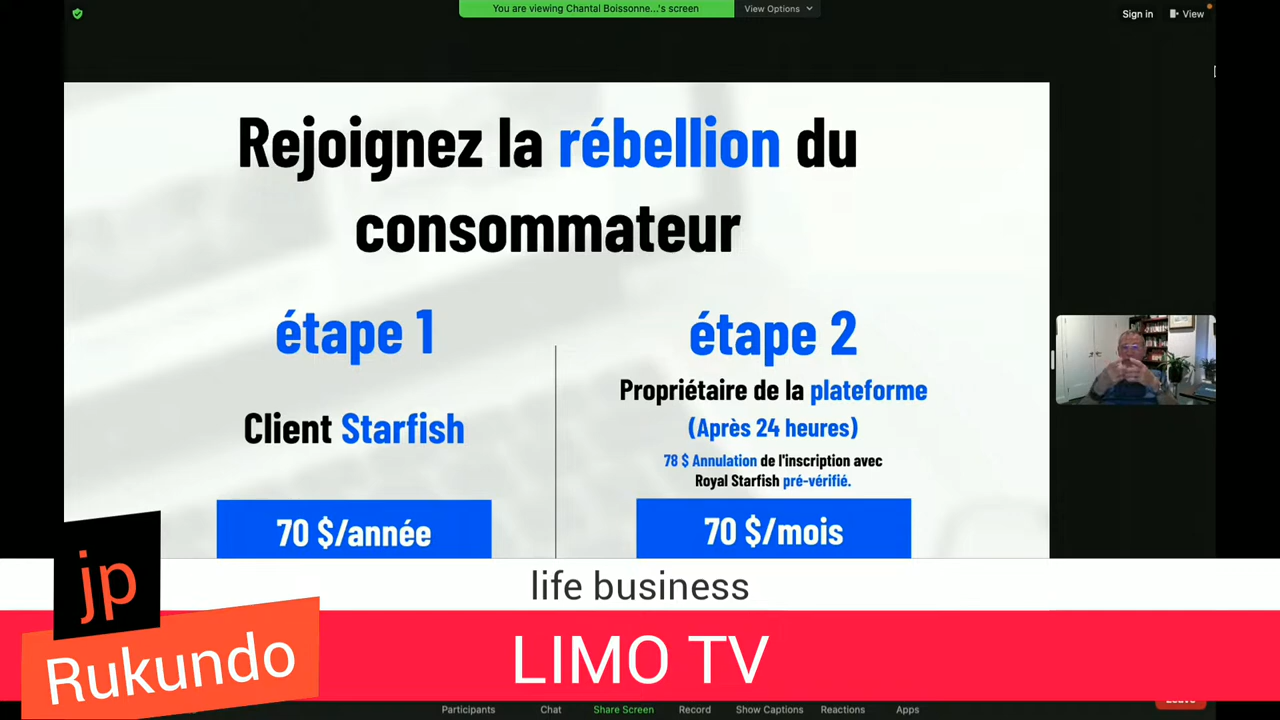 You are viewing Chantal Boissonne...'s screen
View Options
Sign in
View
Rejoignez la rébellion du
consommateur
étape 1
Client Starfish
70 $/année
étape 2
Propriétaire de la plateforme
(Après 24 heures)
78 $ Annulation de l'inscription avec
Royal Starfish pré-vérifié.
70 $/mois
life business
LIMO TV
jp
Rukundo
Participants
Chat
Share Screen
Record
Show Captions
Reactions
Apps
Leave